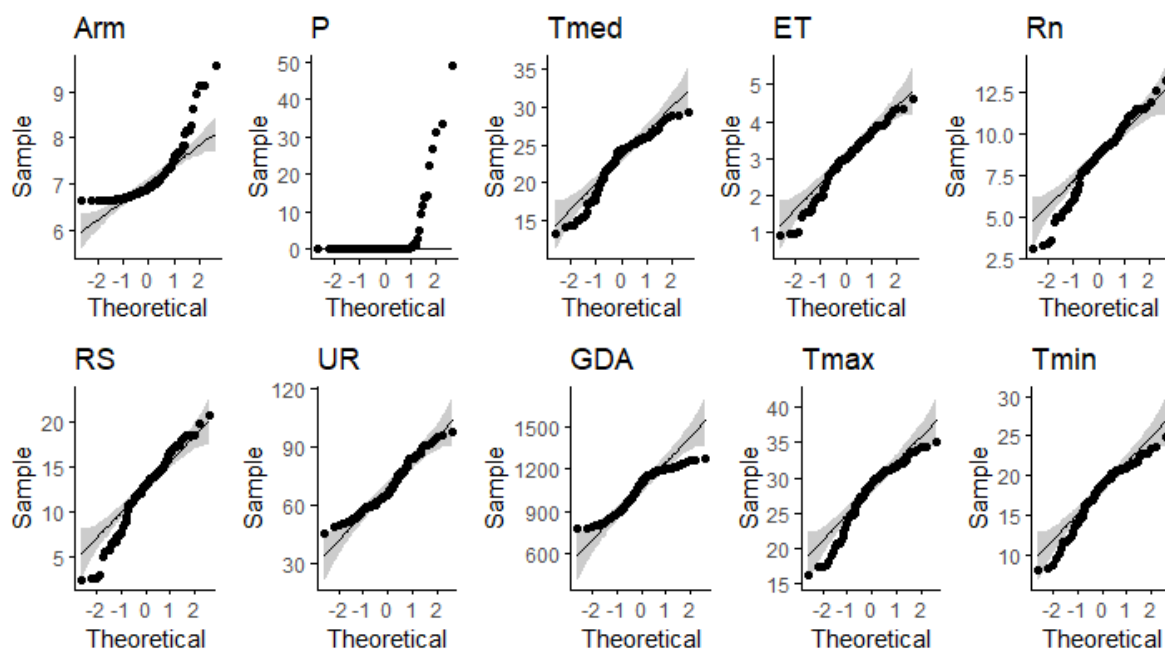 Arm
P
Tmed
ET
Rn
9
8
7
6
Sample
50
40
30
20
10
0
Sample
35
30
25
20
15
Sample
5
4
3
2
1
Sample
12.5
10.0
7.5
5.0
2.5
Sample
-2 -1 0 1 2
-2 -1 0 1 2
-2 -1 0 1 2
-2 -1 0 1 2
-2 -1 0 1 2
Theoretical
Theoretical
Theoretical
Theoretical
Theoretical
RS
UR
GDA
Tmax
Tmin
20
15
10
5
Sample
120
90
60
30
Sample
1500
1200
900
600
Sample
40
35
30
25
20
15
Sample
30
25
20
15
10
Sample
-2 -1 0 1 2
-2 -1 0 1 2
-2 -1 0 1 2
-2 -1 0 1 2
-2 -1 0 1 2
Theoretical
Theoretical
Theoretical
Theoretical
Theoretical